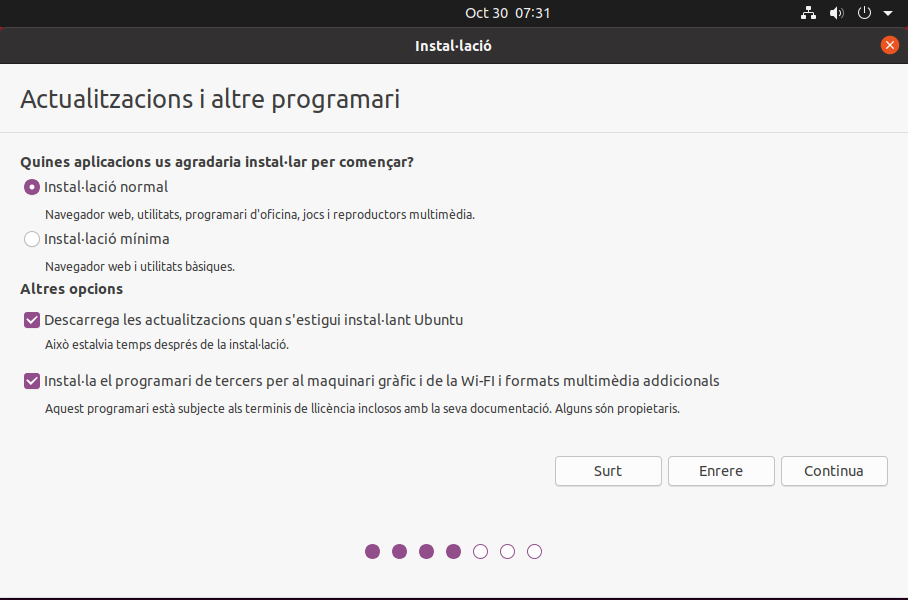 Oct 30 07:31
Instal·lació
Actualitzacions i altre programari
Quines aplicacions us agradaria instal·lar per començar?
Instal·lació normal
Navegador web, utilitats, programari d'oficina, jocs i reproductors multimèdia.
Instal·lació mínima
Navegador web i utilitats bàsiques.
Altres opcions
Descarrega les actualitzacions quan s'estigui instal·lant Ubuntu
Això estalvia temps després de la instal·lació.
Instal·la el programari de tercers per al maquinari gràfic i de la Wi-FI i formats multimèdia addicionals
Aquest programari està subjecte als terminis de llicència inclosos amb la seva documentació. Alguns són propietaris.
Surt
Enrere
Continua